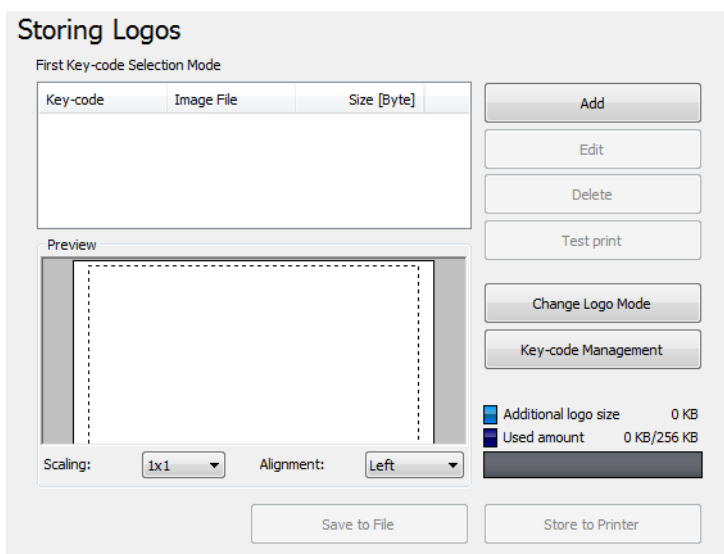 Storing Logos
First Key-code Selection Mode
Key-code Image File Size [Byte]
Add
Edit
Delete
Test print
Preview
Change Logo Mode
Key-code Management
Additional logo size 0 KB
Used amount 0 KB/256 KB
Scaling: 1x1 Alignment: Left
Save to File Store to Printer